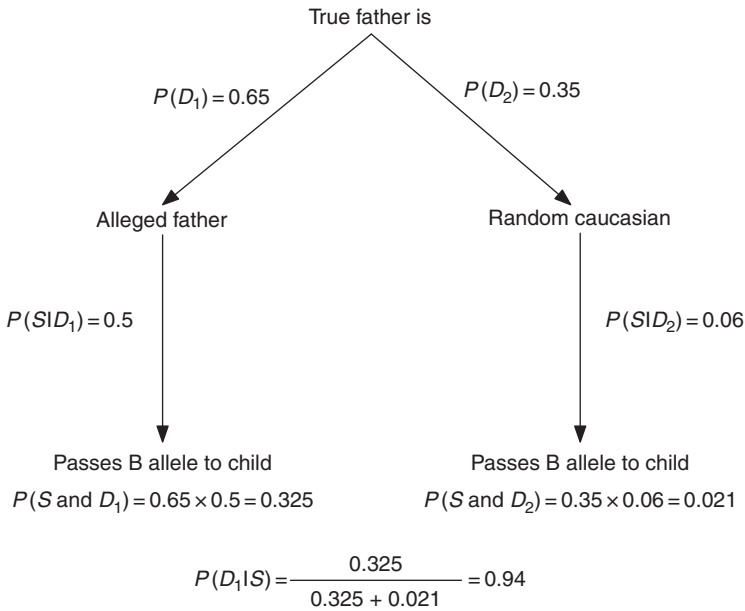 True father is
P(D₁) = 0.65
P(D₂) = 0.35
Alleged father
Random caucasian
P(S|D₁) = 0.5
P(S|D₂) = 0.06
Passes B allele to child
P(S and D₁) = 0.65 × 0.5 = 0.325
Passes B allele to child
P(S and D₂) = 0.35 × 0.06 = 0.021
0.325
P(D₁|S) = = 0.94
0.325 + 0.021